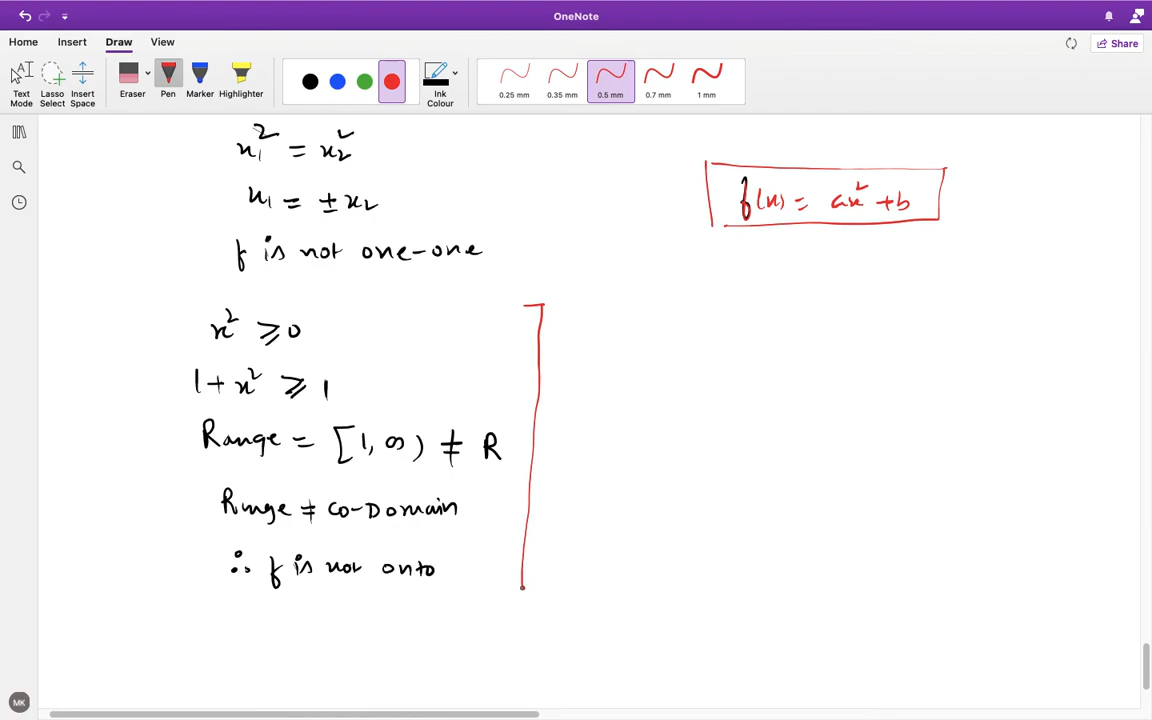 OneNote
Home Insert Draw View
Share
Text Mode
Lasso Select
Insert Space
Eraser
Pen
Marker
Highlighter
Ink Colour
0.25 mm
0.35 mm
0.5 mm
0.7 mm
1 mm
x₁² = x₂²
x₁ = ±x₂
f is not one-one
x² ≥ 0
1 + x² ≥ 1
Range = [1, ∞) ≠ R
Range ≠ Co-Domain
∴ f is not onto
f(x) = ax² + b
MK